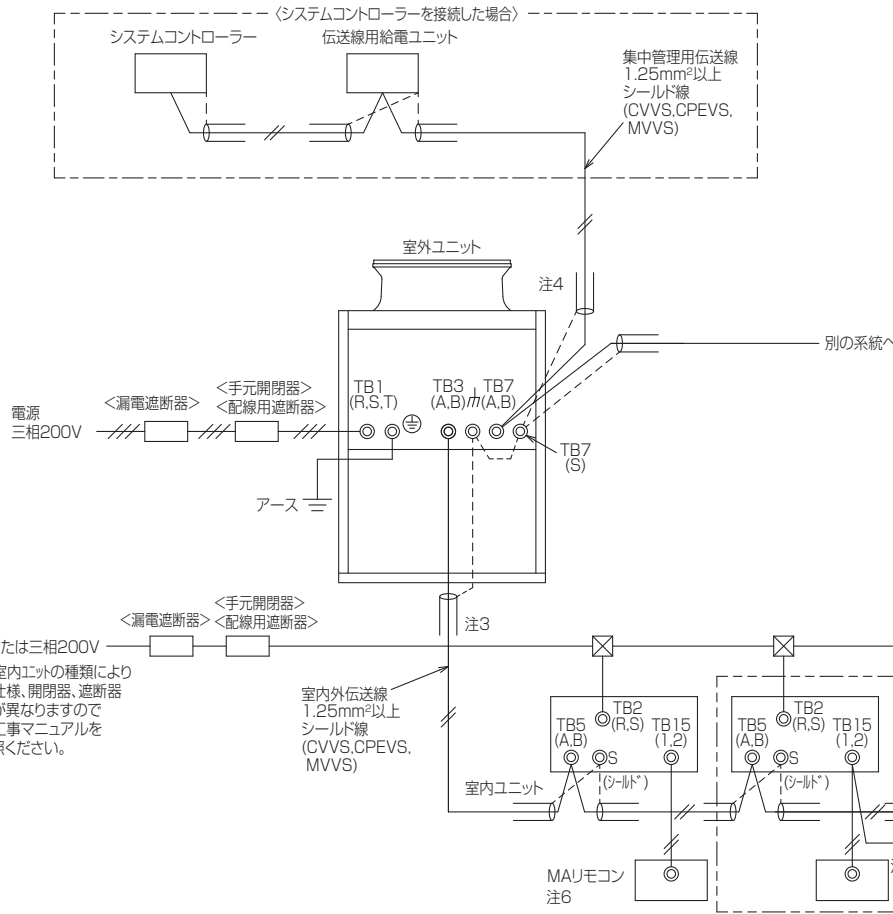 〈システムコントローラーを接続した場合〉
システムコントローラー
伝送線用給電ユニット
集中管理用伝送線
1.25mm²以上
シールド線
(CVVS,CPEVS,
MVVS)
室外ユニット
注4
別の系統へ
電源
三相200V
<漏電遮断器>
<手元開閉器>
<配線用遮断器>
TB1
(R,S,T)
TB3
(A,B)
TB7
(A,B)
TB7
(S)
アース
たは三相200V
<漏電遮断器>
<手元開閉器>
<配線用遮断器>
注3
室内ユニットの種類により
仕様、開閉器、遮断器
が異なりますので
工事マニュアルを
照ください。
室内外伝送線
1.25mm²以上
シールド線
(CVVS,CPEVS,
MVVS)
TB2
(R,S)
TB5
(A,B)
S
TB15
(1,2)
(シールド)
TB2
(R,S)
TB5
(A,B)
S
TB15
(1,2)
(シールド)
室内ユニット
MAリモコン
注6